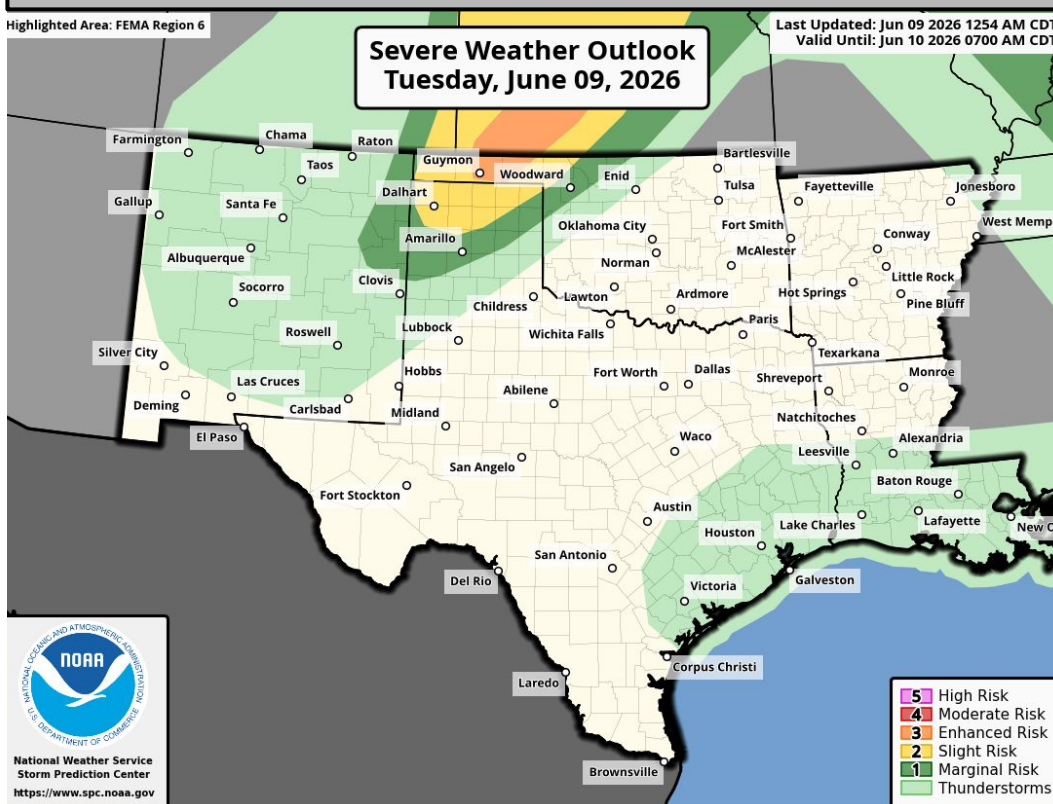 Highlighted Area: FEMA Region 6
Severe Weather Outlook
Tuesday, June 09, 2026
Last Updated: Jun 09 2026 1254 AM CDT
Valid Until: Jun 10 2026 0700 AM CDT
Farmington
Chama
Raton
Taos
Gallup
Santa Fe
Albuquerque
Socorro
Clovis
Roswell
Silver City
Las Cruces
Deming
Carlsbad
Hobbs
El Paso
Guymon
Woodward
Enid
Bartlesville
Dalhart
Tulsa
Fayetteville
Jonesboro
Amarillo
Oklahoma City
Fort Smith
West Memp
Norman
McAlester
Conway
Little Rock
Hot Springs
Pine Bluff
Childress
Lawton
Ardmore
Lubbock
Wichita Falls
Paris
Texarkana
Abilene
Fort Worth
Dallas
Shreveport
Monroe
Midland
Natchitoches
Waco
Leesville
Alexandria
San Angelo
Baton Rouge
Fort Stockton
Austin
Houston
Lake Charles
Lafayette
New O
San Antonio
Del Rio
Victoria
Galveston
Corpus Christi
Laredo
Brownsville
NATIONAL OCEANIC AND ATMOSPHERIC ADMINISTRATION
NOAA
U.S. DEPARTMENT OF COMMERCE
National Weather Service
Storm Prediction Center
https://www.spc.noaa.gov
5 High Risk
4 Moderate Risk
3 Enhanced Risk
2 Slight Risk
1 Marginal Risk
Thunderstorms